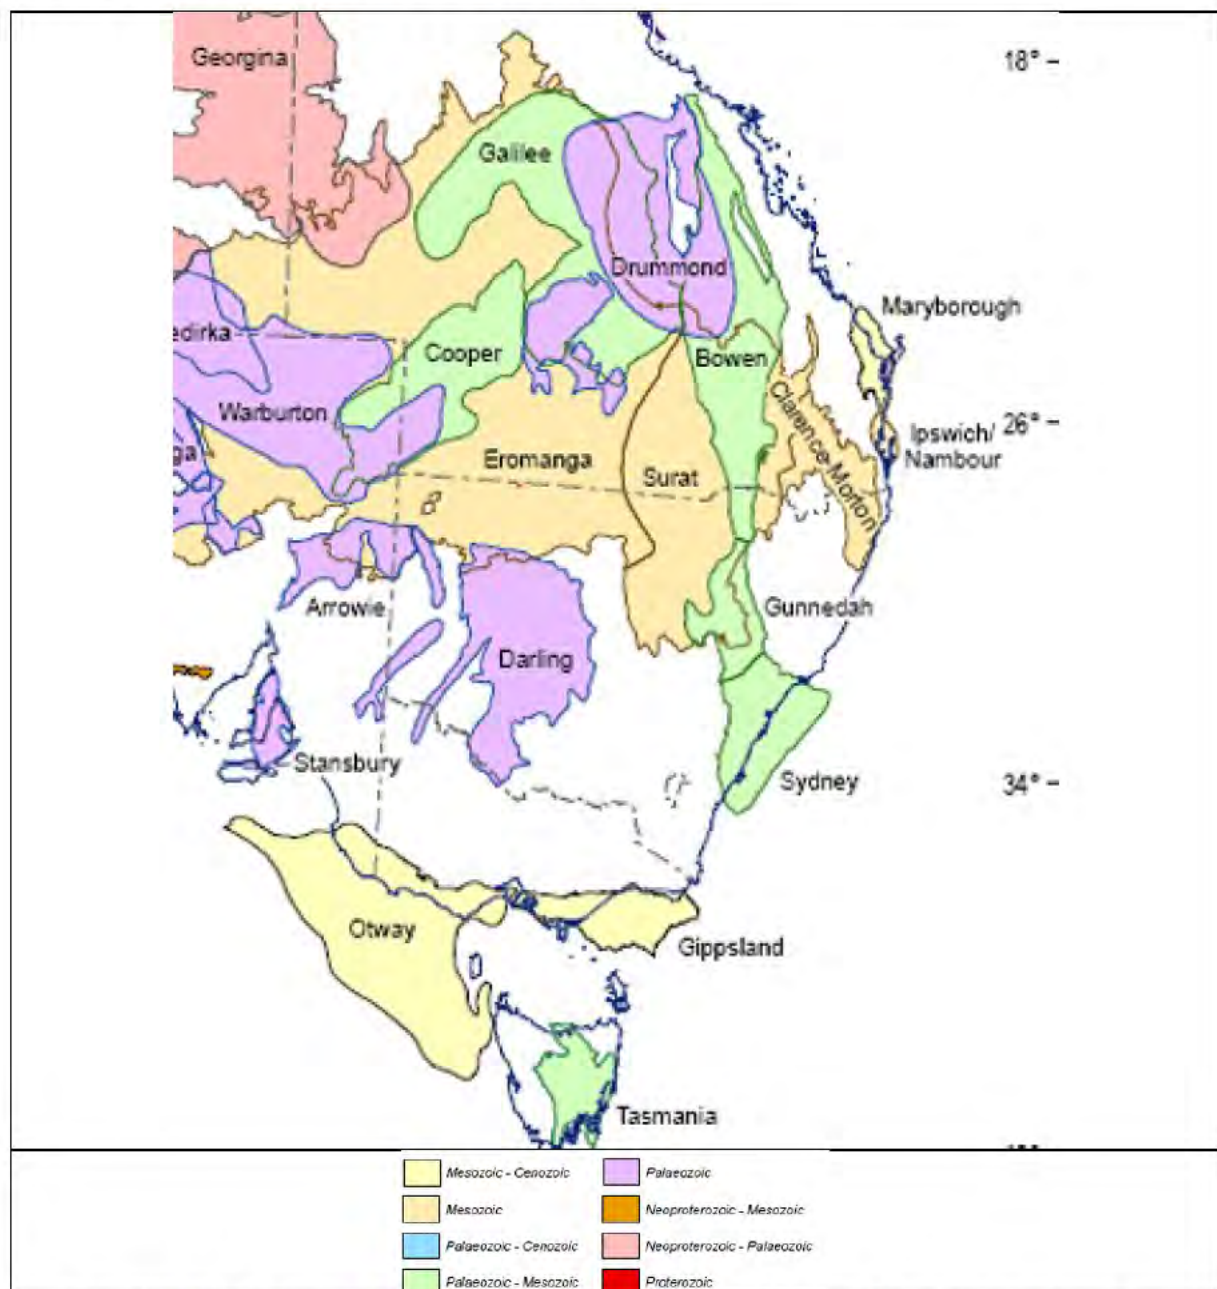 Georgina
18°
Galilee
Drummond
Maryborough
edirka
Cooper
Bowen
Warburton
Clarence-Morton
26°
Ipswich/
Nambour
ga
Eromanga
Surat
Arrowie
Gunnedah
Darling
Stansbury
Sydney
34°
Otway
Gippsland
Tasmania
Mesozoic - Cenozoic
Palaeozoic
Mesozoic
Neoproterozoic - Mesozoic
Palaeozoic - Cenozoic
Neoproterozoic - Palaeozoic
Palaeozoic - Mesozoic
Proterozoic